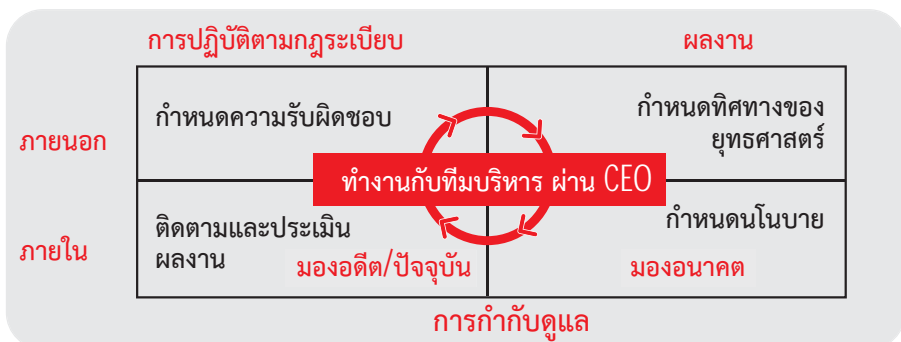 การปฏิบัติตามกฎระเบียบ
ผลงาน
ภายนอก
กำหนดความรับผิดชอบ
กำหนดทิศทางของ
ยุทธศาสตร์
ทำงานกับทีมบริหาร ผ่าน CEO
ภายใน
ติดตามและประเมิน
ผลงาน
มองอดีต/ปัจจุบัน
กำหนดนโนบาย
มองอนาคต
การกำกับดูแล